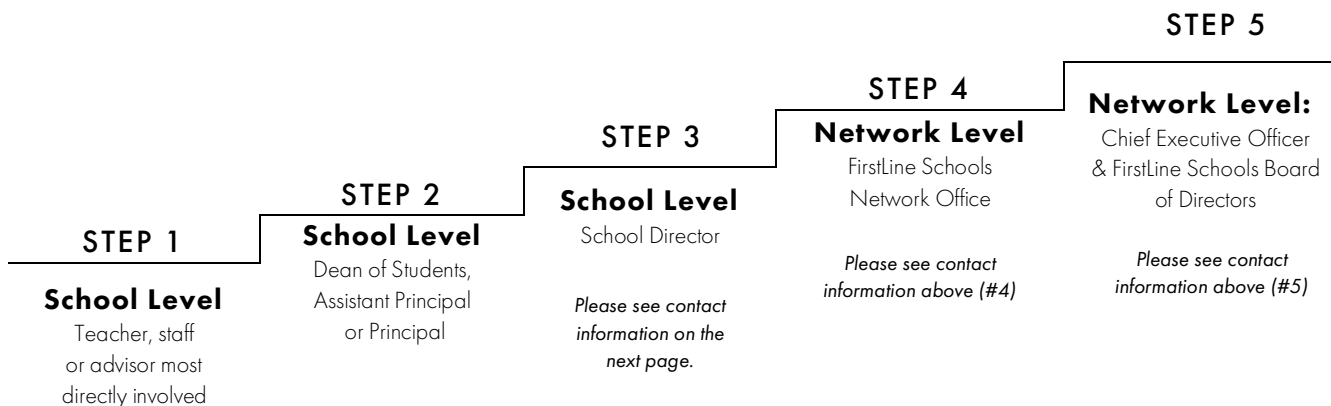 STEP 1
School Level
Teacher, staff
or advisor most
directly involved
STEP 2
School Level
Dean of Students,
Assistant Principal
or Principal
STEP 3
School Level
School Director
Please see contact
information on the
next page.
STEP 4
Network Level
FirstLine Schools
Network Office
Please see contact
information above (#4)
STEP 5
Network Level:
Chief Executive Officer
& FirstLine Schools Board
of Directors
Please see contact
information above (#5)